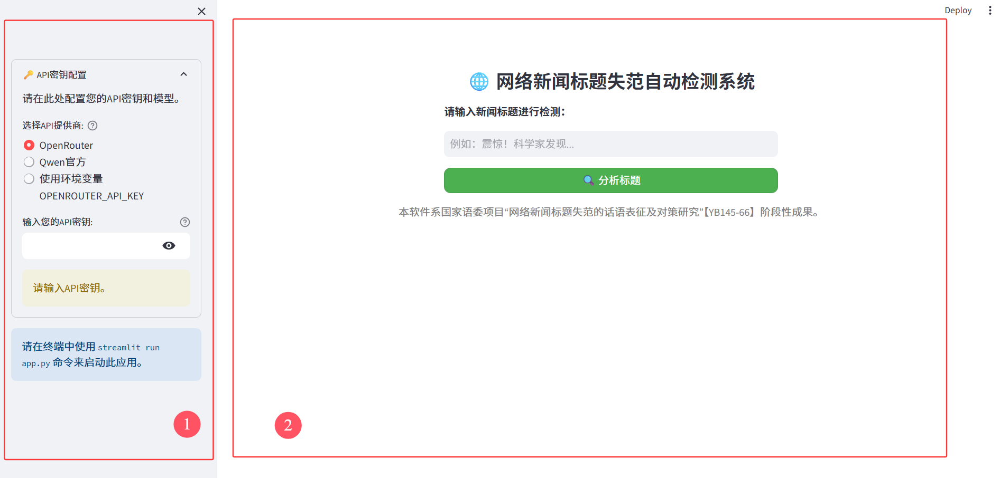 🔑 API密钥配置
请在此处配置您的API密钥和模型。
选择API提供商:
OpenRouter
Qwen官方
使用环境变量
OPENROUTER_API_KEY
输入您的API密钥:
请输入API密钥。
请在终端中使用 streamlit run
app.py 命令来启动此应用。
1
Deploy
🌐 网络新闻标题失范自动检测系统
请输入新闻标题进行检测：
例如：震惊！科学家发现...
🔍 分析标题
本软件系国家语委项目“网络新闻标题失范的话语表征及对策研究”【YB145-66】阶段性成果。
2